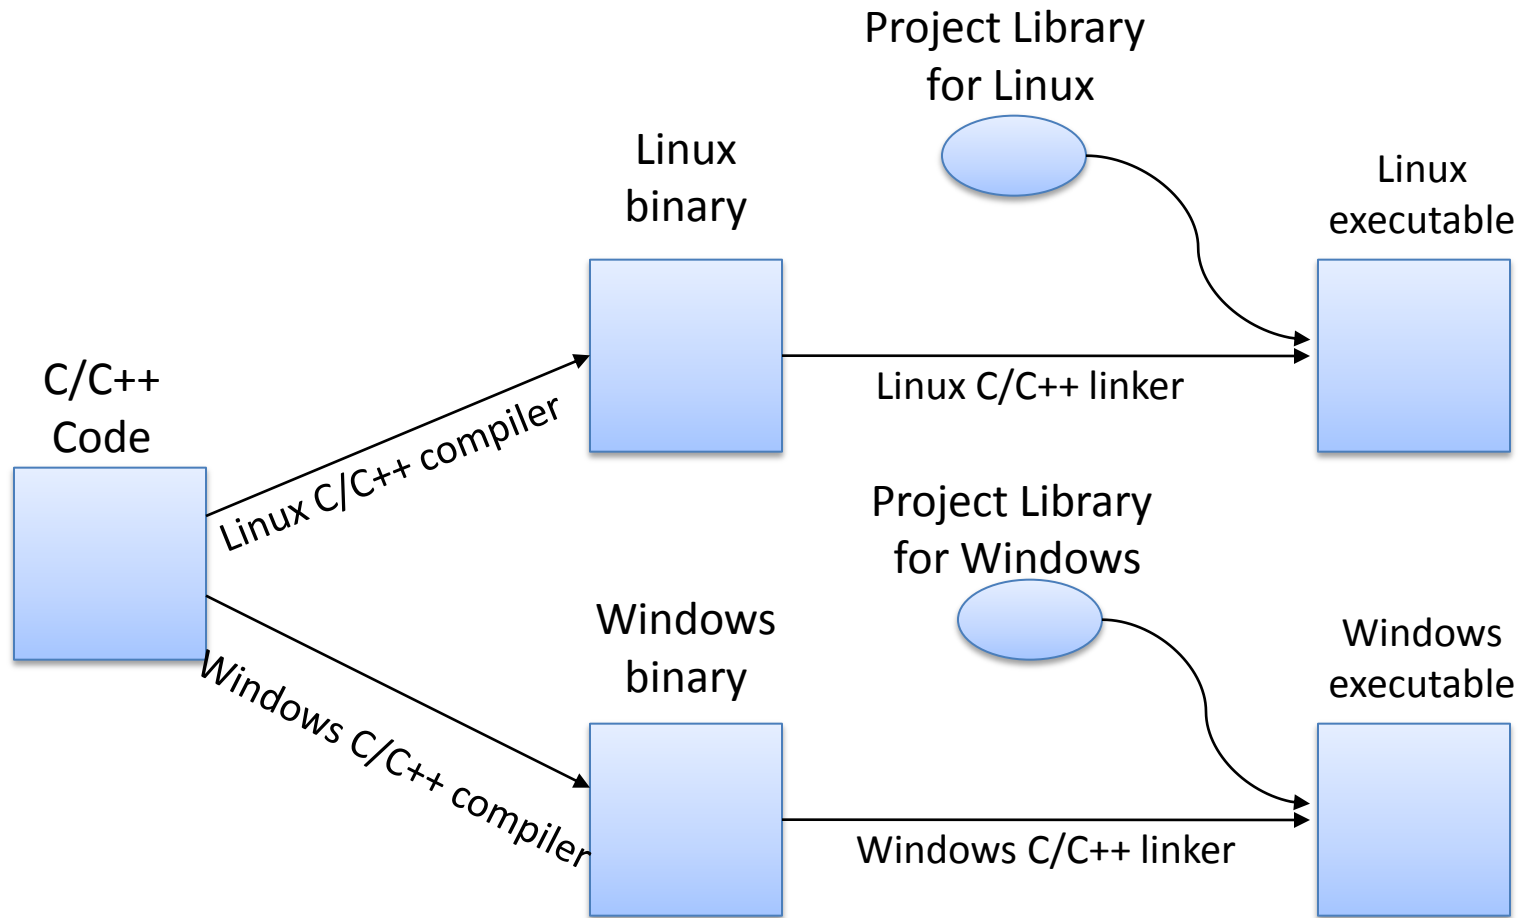 Project Library
for Linux
Linux
binary
Linux
executable
C/C++
Code
Linux C/C++ compiler
Linux C/C++ linker
Project Library
for Windows
Windows
binary
Windows
executable
Windows C/C++ compiler
Windows C/C++ linker